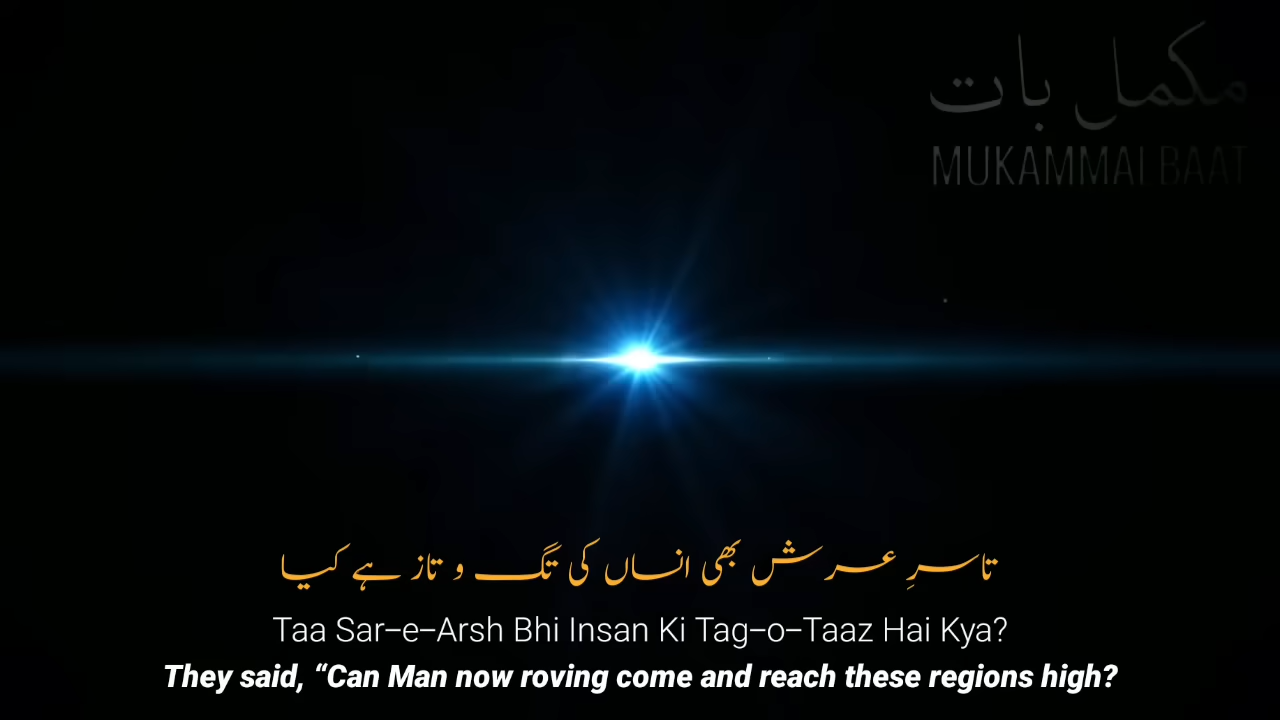 مکمل بات
MUKAMMAL BAAT
تا سرِ عرش بھی انساں کی تگ و تاز ہے کیا
Taa Sar–e–Arsh Bhi Insan Ki Tag–o–Taaz Hai Kya?
They said, “Can Man now roving come and reach these regions high?